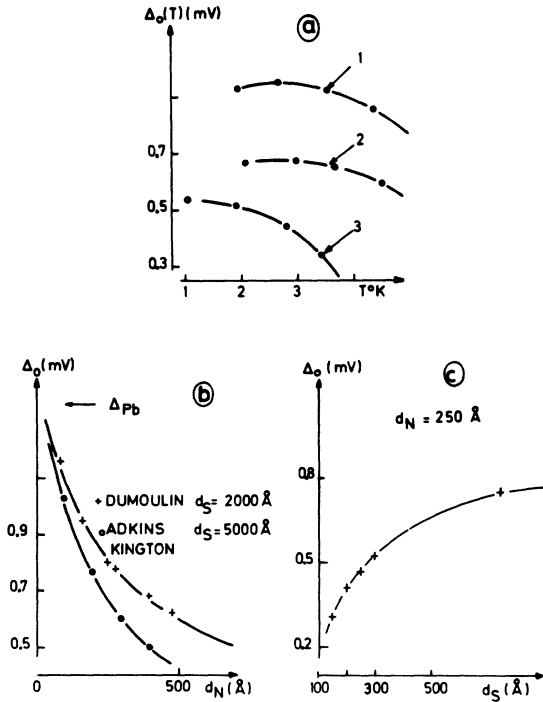 Δₒ(T)(mV)
a
1
2
3
0.7
0.5
0.3
1 2 3 T°K
Δₒ(mV)
b
← Δ Pb
+ DUMOULIN dS = 2000 Å
• ADKINS dS = 5000 Å
KINGTON
0.9
0.7
0.5
0 500 dN(Å)
Δₒ(mV)
c
dN = 250 Å
0.8
0.5
0.2
100 300 500 dS(Å)